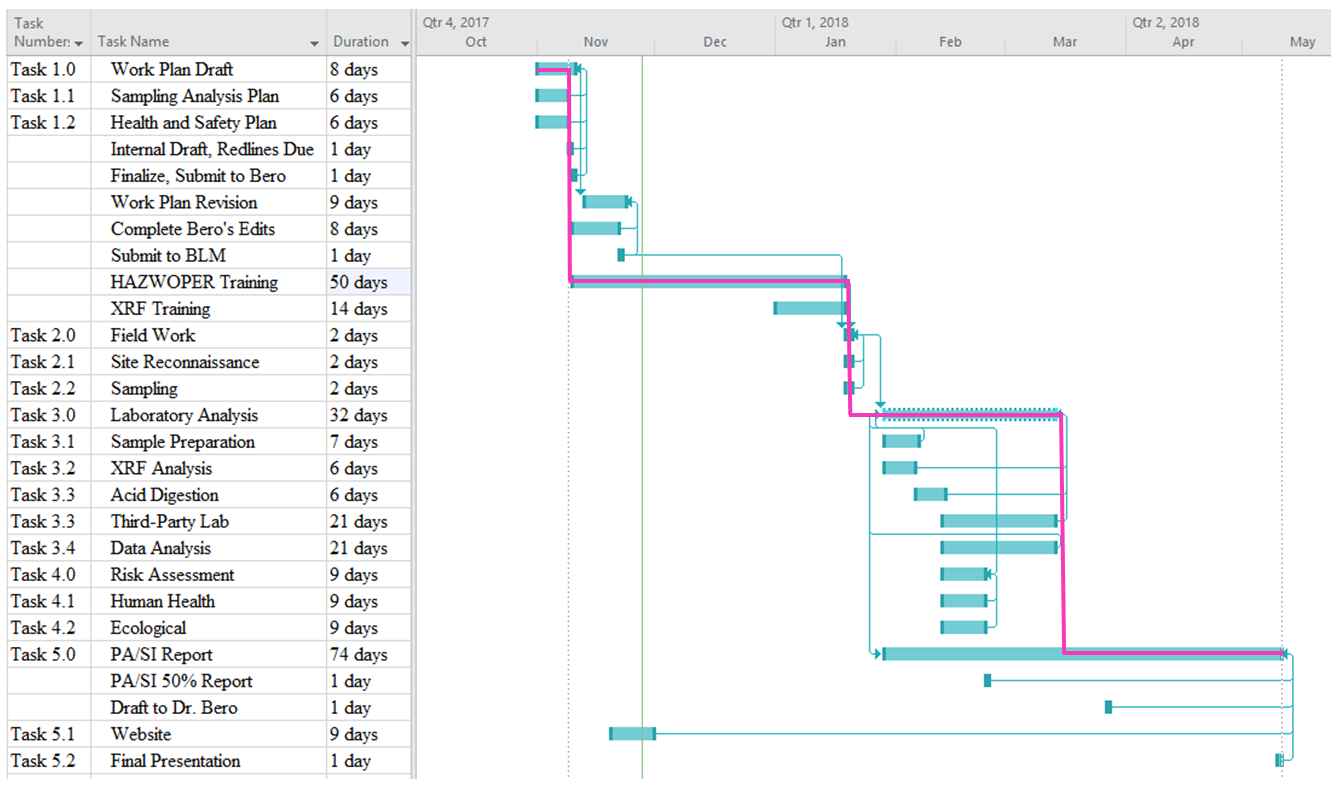 Task Number: Task Name Duration
Qtr 4, 2017 Qtr 1, 2018 Qtr 2, 2018
Oct Nov Dec Jan Feb Mar Apr May
Task 1.0 Work Plan Draft 8 days
Task 1.1 Sampling Analysis Plan 6 days
Task 1.2 Health and Safety Plan 6 days
Internal Draft, Redlines Due 1 day
Finalize, Submit to Bero 1 day
Work Plan Revision 9 days
Complete Bero's Edits 8 days
Submit to BLM 1 day
HAZWOPER Training 50 days
XRF Training 14 days
Task 2.0 Field Work 2 days
Task 2.1 Site Reconnaissance 2 days
Task 2.2 Sampling 2 days
Task 3.0 Laboratory Analysis 32 days
Task 3.1 Sample Preparation 7 days
Task 3.2 XRF Analysis 6 days
Task 3.3 Acid Digestion 6 days
Task 3.3 Third-Party Lab 21 days
Task 3.4 Data Analysis 21 days
Task 4.0 Risk Assessment 9 days
Task 4.1 Human Health 9 days
Task 4.2 Ecological 9 days
Task 5.0 PA/SI Report 74 days
PA/SI 50% Report 1 day
Draft to Dr. Bero 1 day
Task 5.1 Website 9 days
Task 5.2 Final Presentation 1 day